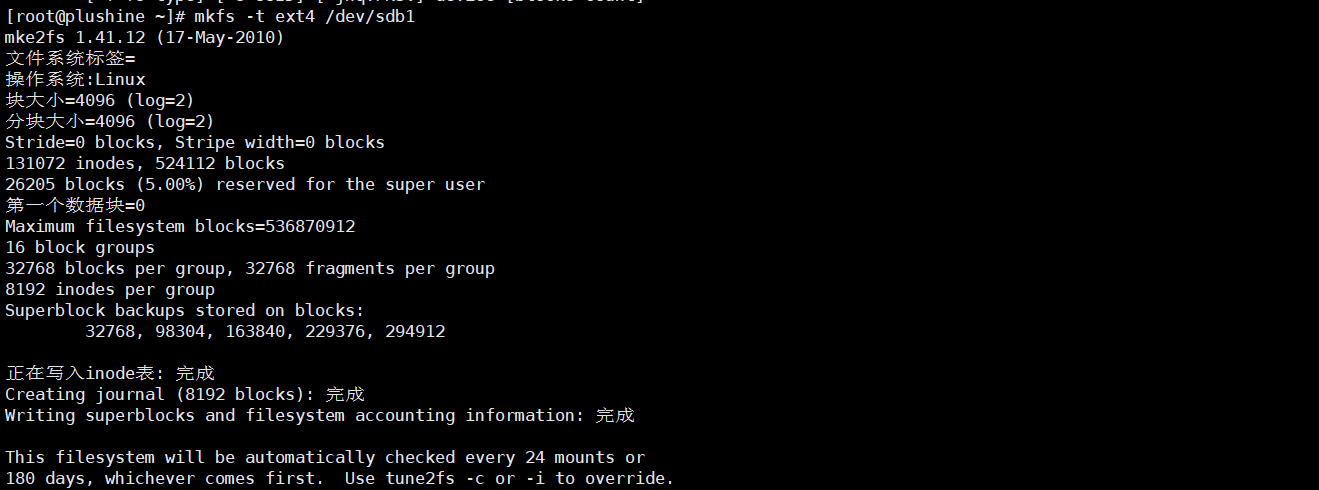 [root@plushine ~]# mkfs -t ext4 /dev/sdb1
mke2fs 1.41.12 (17-May-2010)
文件系统标签=
操作系统:Linux
块大小=4096 (log=2)
分块大小=4096 (log=2)
Stride=0 blocks, Stripe width=0 blocks
131072 inodes, 524112 blocks
26205 blocks (5.00%) reserved for the super user
第一个数据块=0
Maximum filesystem blocks=536870912
16 block groups
32768 blocks per group, 32768 fragments per group
8192 inodes per group
Superblock backups stored on blocks:
        32768, 98304, 163840, 229376, 294912
正在写入inode表: 完成
Creating journal (8192 blocks): 完成
Writing superblocks and filesystem accounting information: 完成
This filesystem will be automatically checked every 24 mounts or
180 days, whichever comes first.  Use tune2fs -c or -i to override.